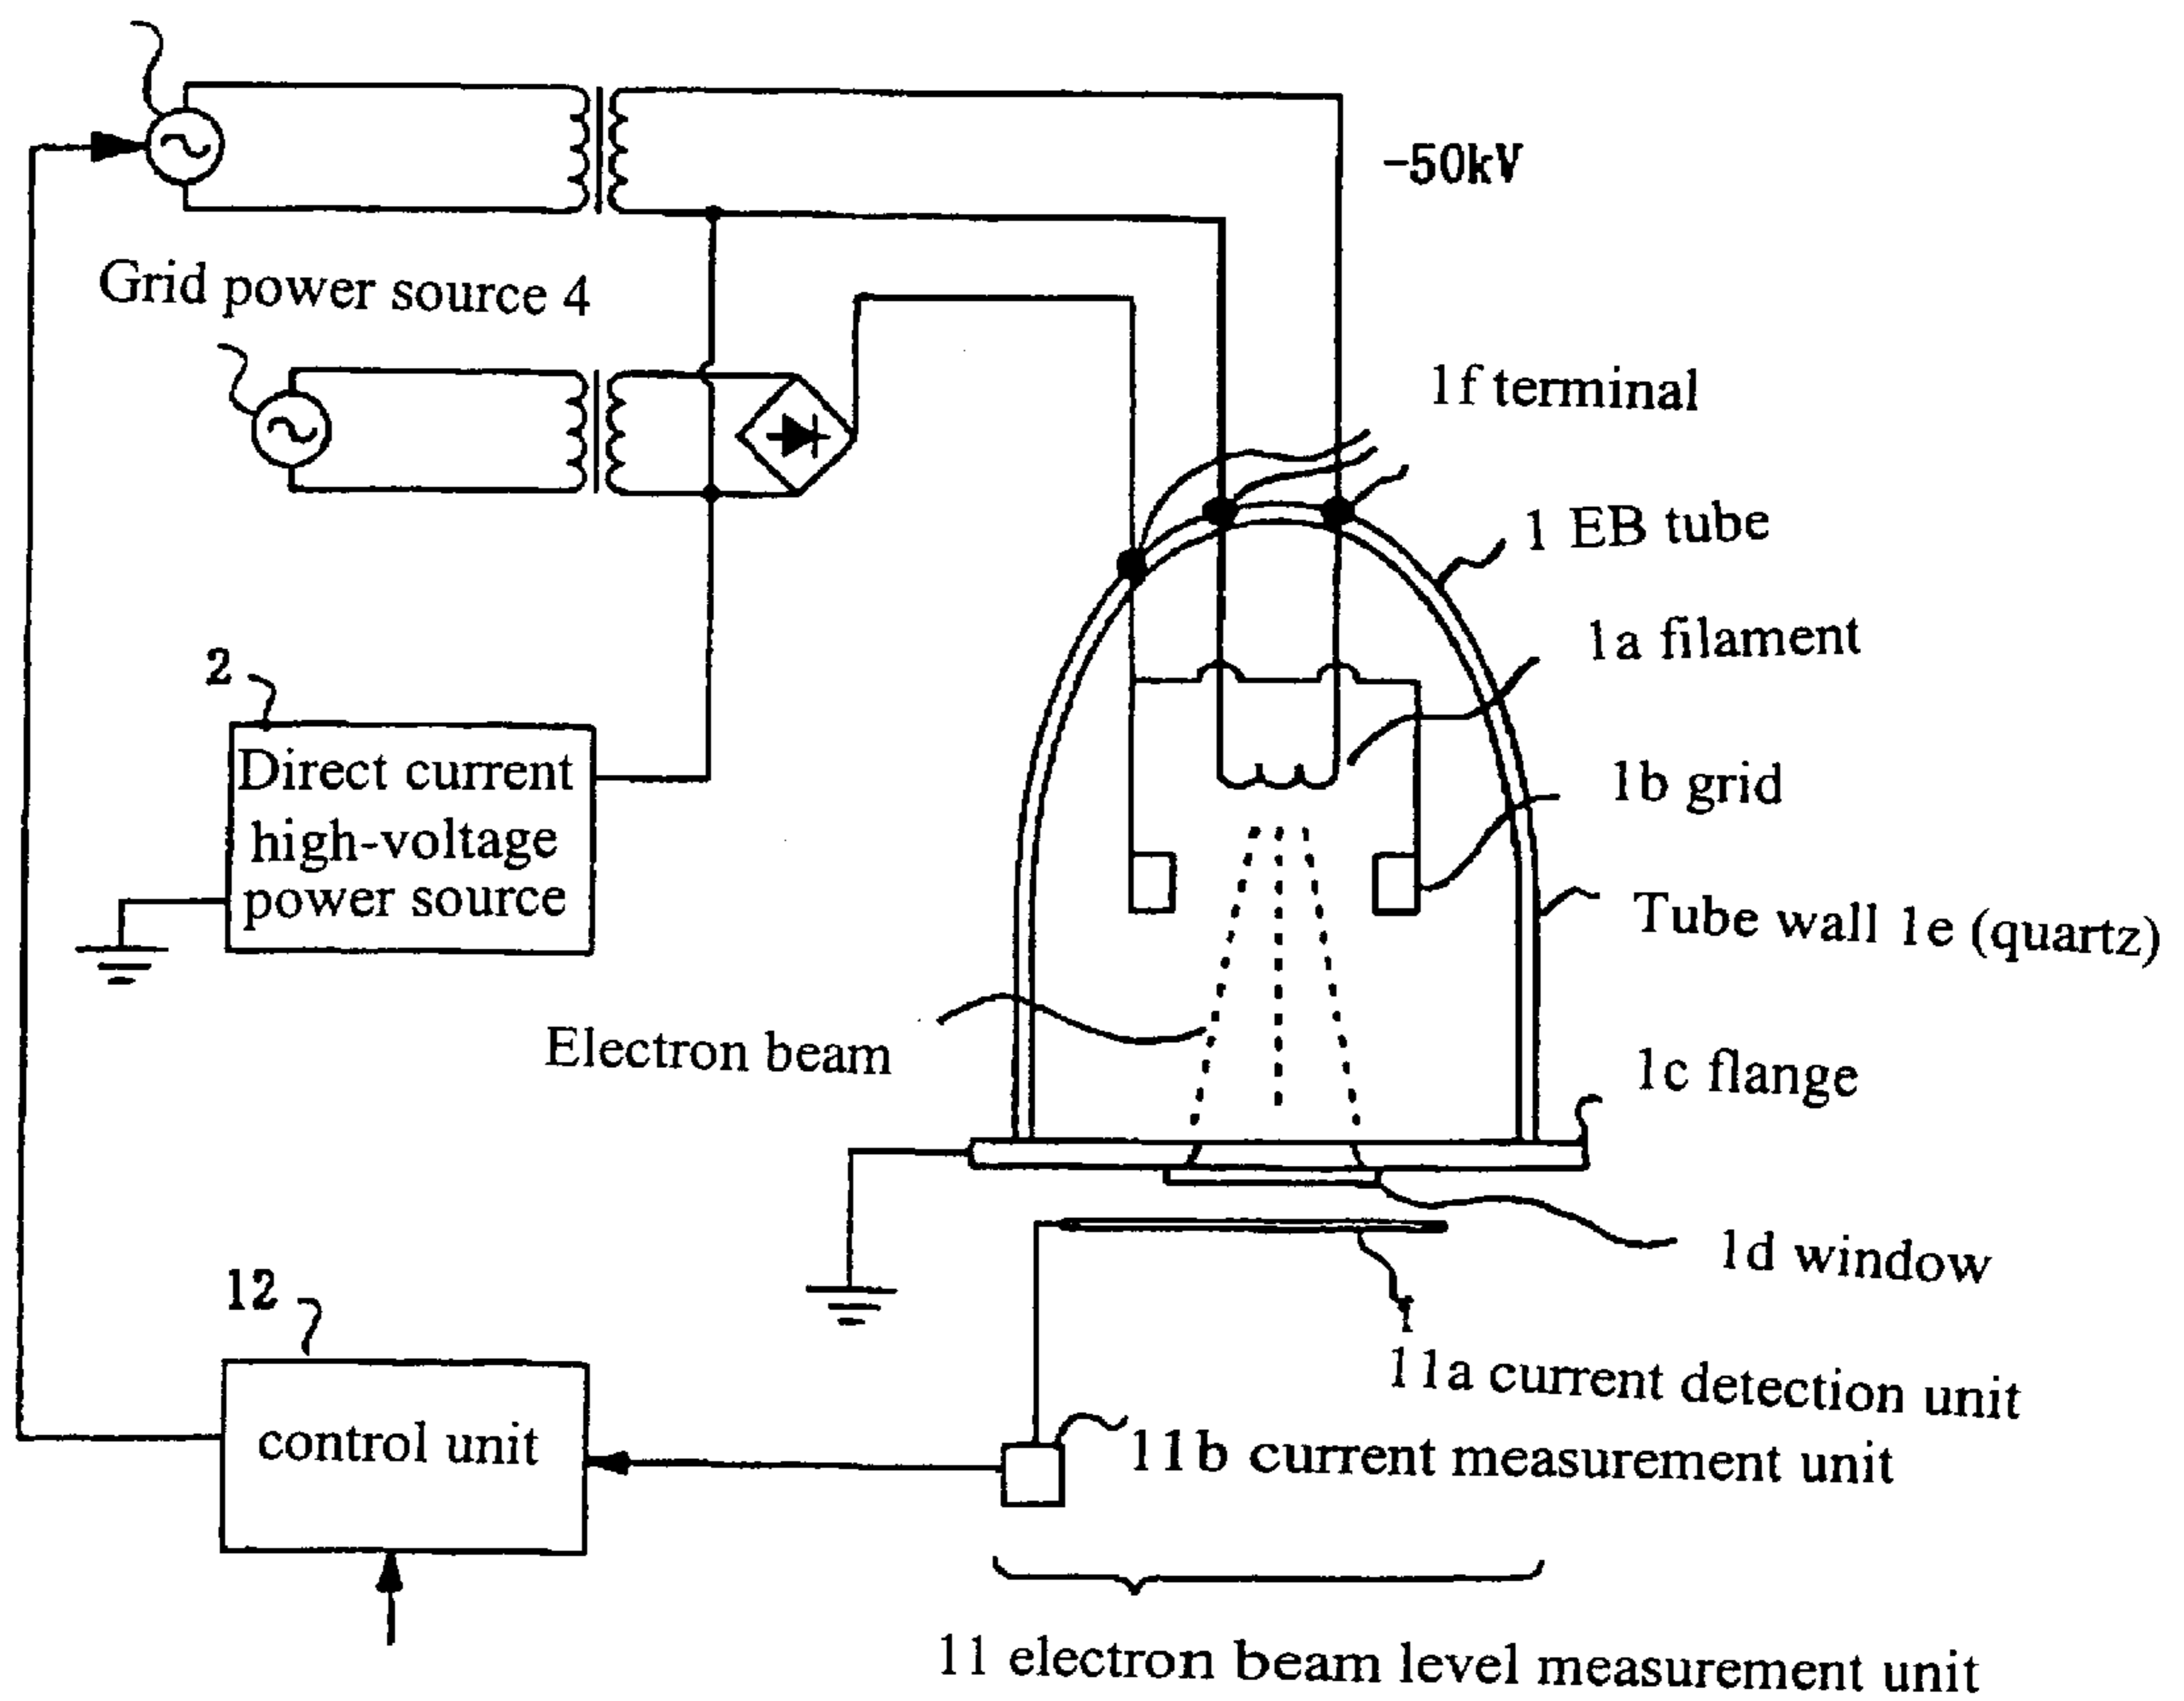 -50kV
Grid power source 4
1f terminal
1 EB tube
1a filament
2
Direct current
high-voltage
power source
1b grid
Tube wall 1e (quartz)
Electron beam
1c flange
1d window
12
control unit
11a current detection unit
11b current measurement unit
11 electron beam level measurement unit